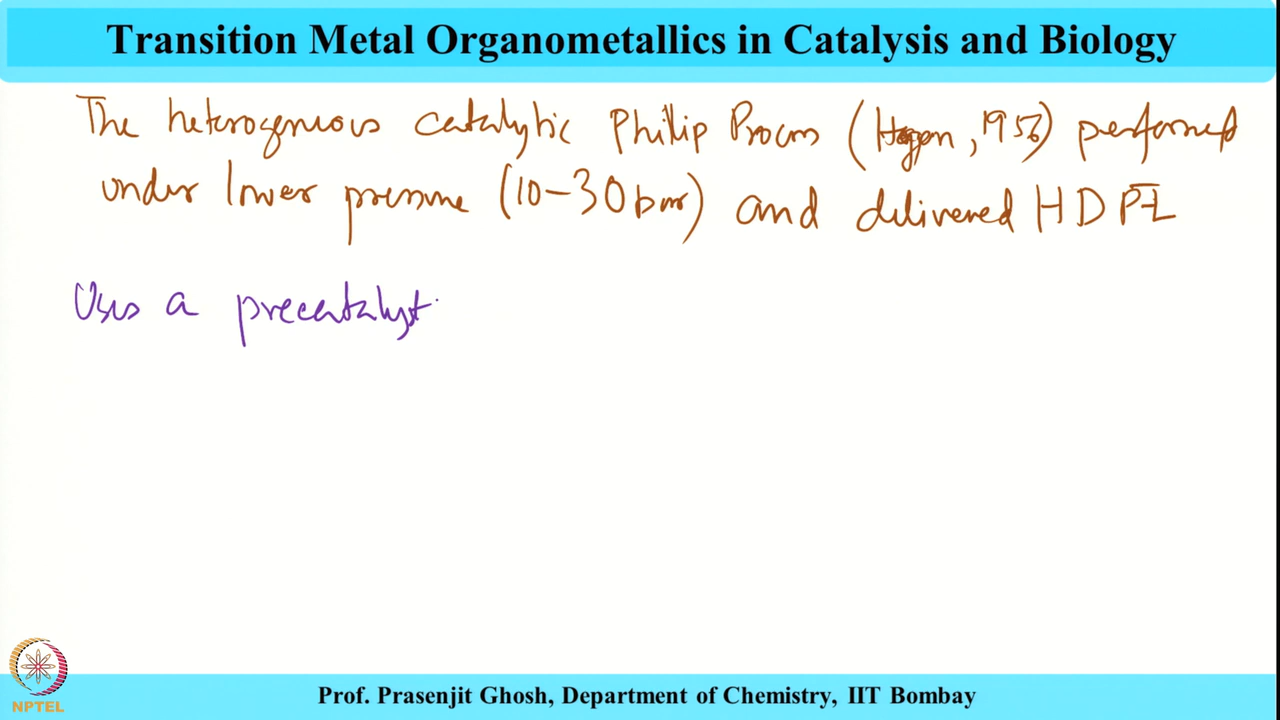 Transition Metal Organometallics in Catalysis and Biology
The heterogeneous catalytic Phillip Process (Hogan, 1956) performed
under lower pressure (10-30 bar) and delivered HDPE
Uses a precatalyst
NPTEL
Prof. Prasenjit Ghosh, Department of Chemistry, IIT Bombay